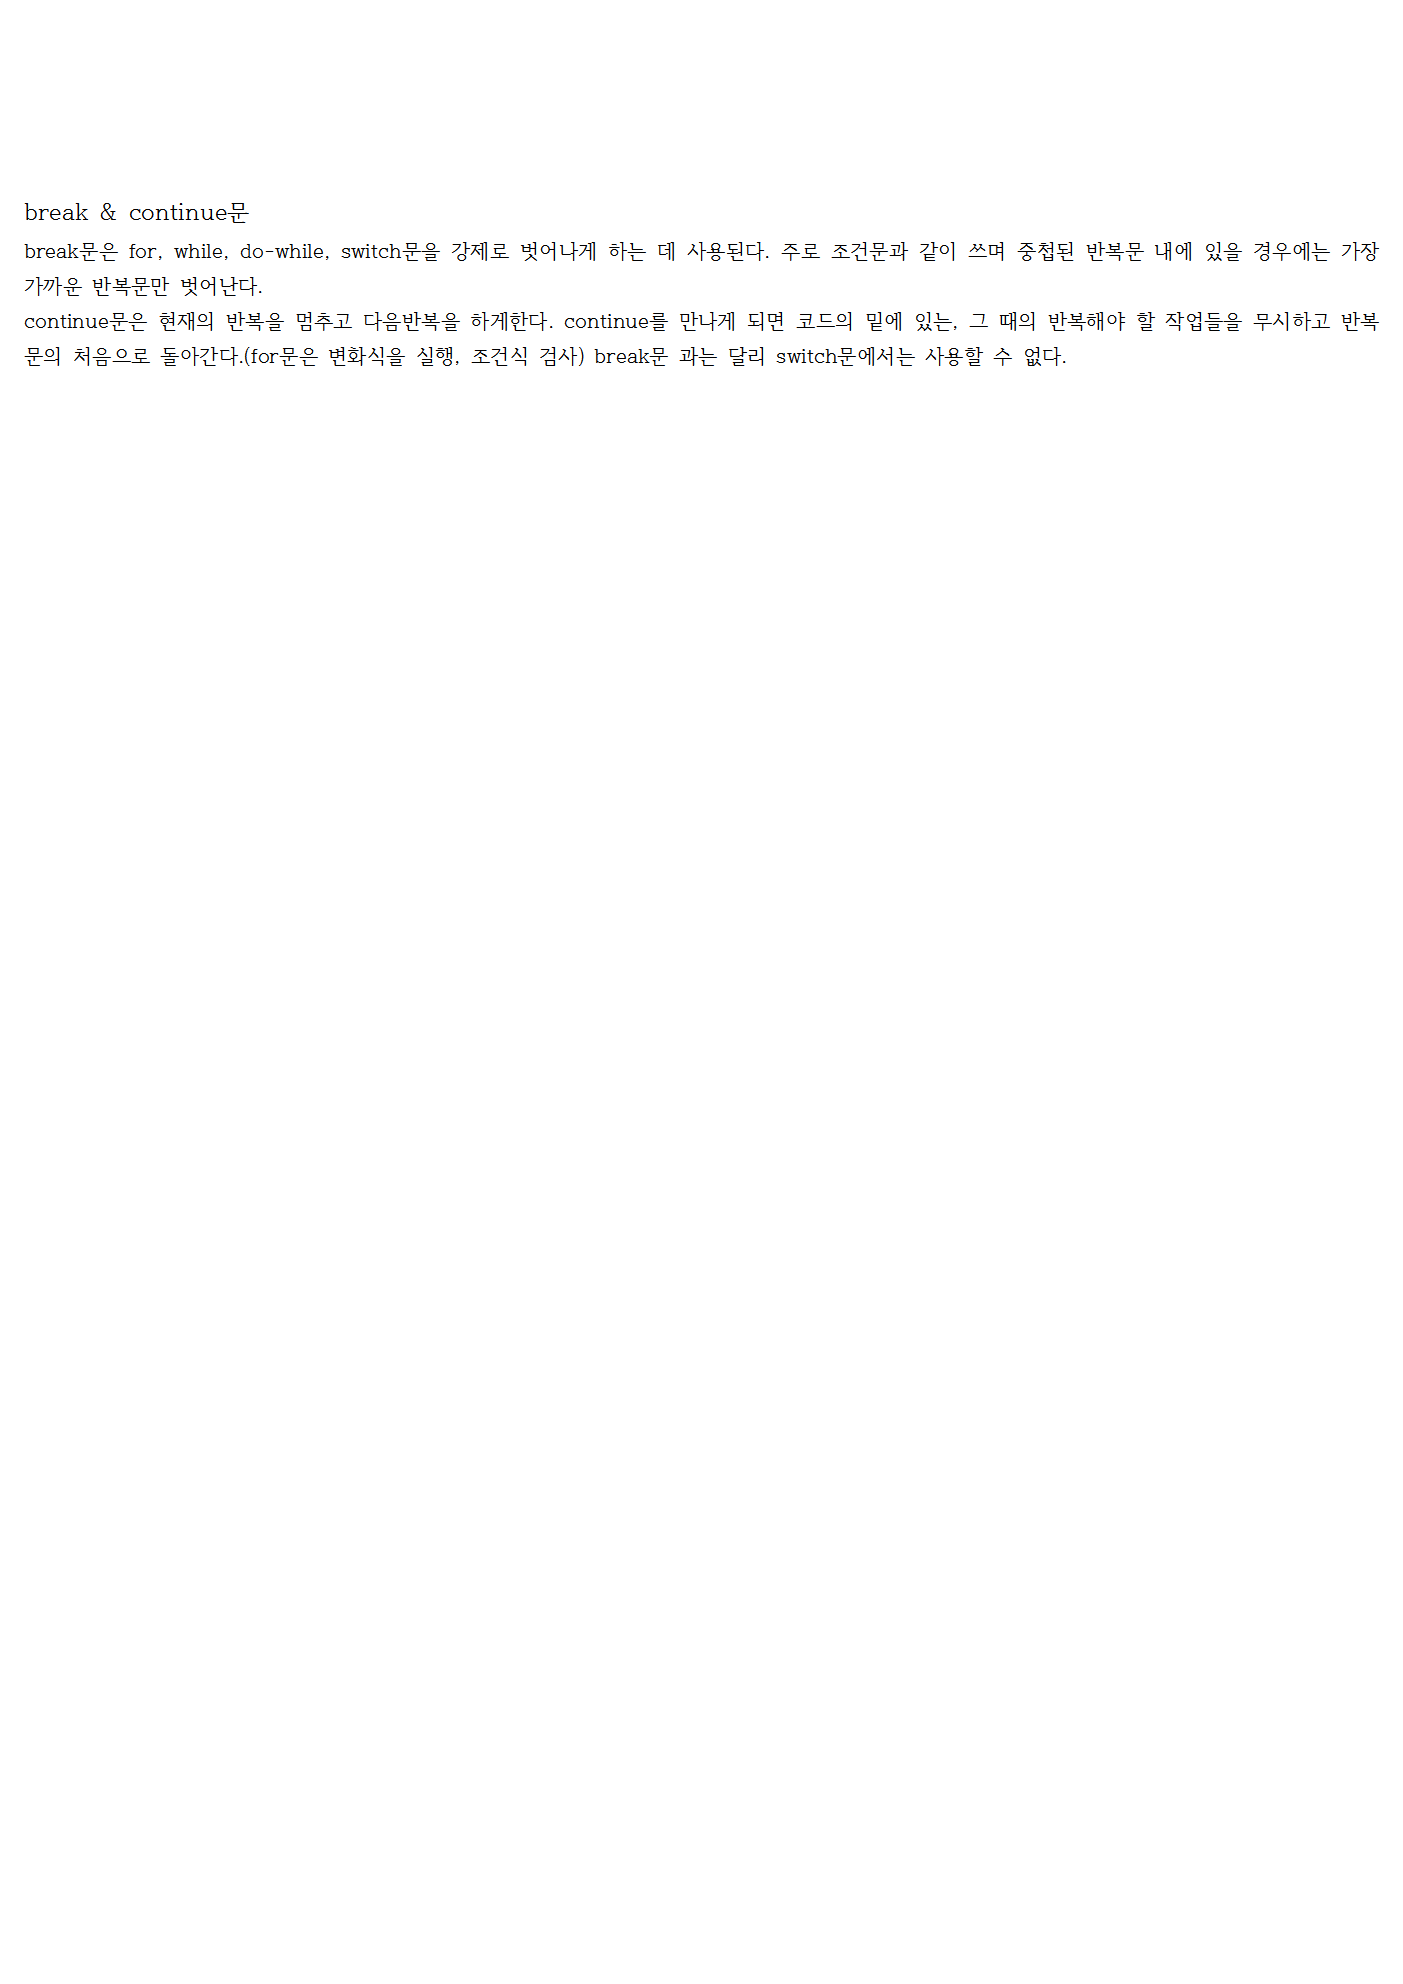 break & continue문
break문은 for, while, do-while, switch문을 강제로 벗어나게 하는 데 사용된다. 주로 조건문과 같이 쓰며 중첩된 반복문 내에 있을 경우에는 가장
가까운 반복문만 벗어난다.
continue문은 현재의 반복을 멈추고 다음반복을 하게한다. continue를 만나게 되면 코드의 밑에 있는, 그 때의 반복해야 할 작업들을 무시하고 반복
문의 처음으로 돌아간다.(for문은 변화식을 실행, 조건식 검사) break문 과는 달리 switch문에서는 사용할 수 없다.